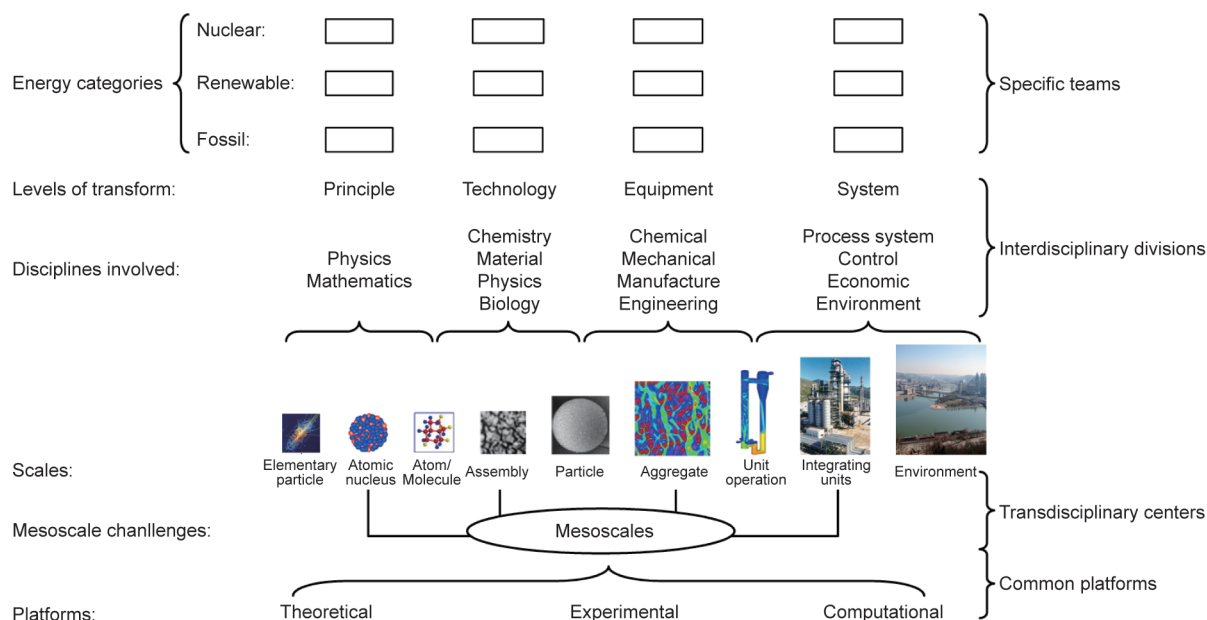 Nuclear:
Energy categories
Renewable:
Specific teams
Fossil:
Levels of transform:
Principle
Technology
Equipment
System
Disciplines involved:
Physics
Mathematics
Chemistry
Material
Physics
Biology
Chemical
Mechanical
Manufacture
Engineering
Process system
Control
Economic
Environment
Interdisciplinary divisions
Scales:
Elementary
particle
Atomic
nucleus
Atom/
Molecule
Assembly
Particle
Aggregate
Unit
operation
Integrating
units
Environment
Transdisciplinary centers
Mesoscale chanllenges:
Mesoscales
Common platforms
Platforms:
Theoretical
Experimental
Computational